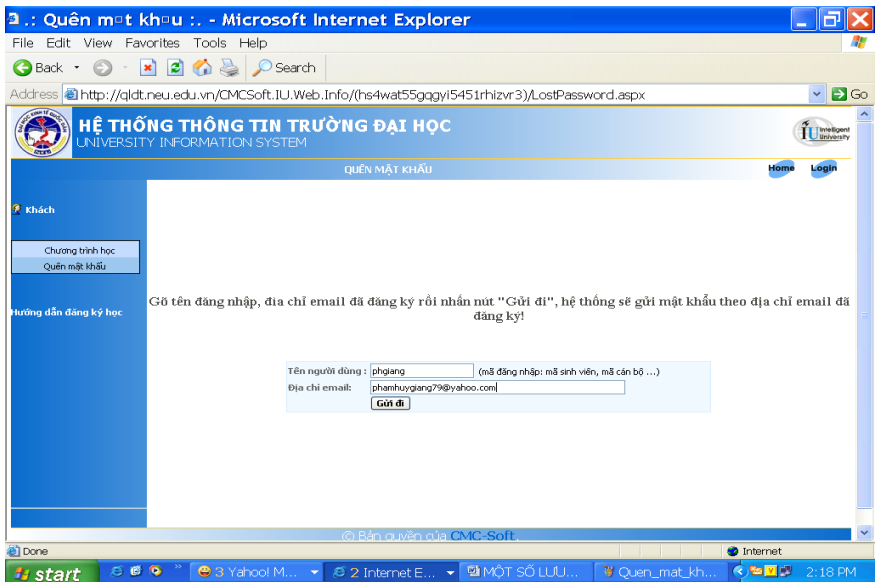 .: Quên m▫t kh▫u :. - Microsoft Internet Explorer
File Edit View Favorites Tools Help
Back Search
Address http://qldt.neu.edu.vn/CMCSoft.IU.Web.Info/(hs4wat55gqgyi5451rhizvr3)/LostPassword.aspx Go
HỆ THỐNG THÔNG TIN TRƯỜNG ĐẠI HỌC
UNIVERSITY INFORMATION SYSTEM
IU Intelligent University
QUÊN MẬT KHẨU Home Login
Khách
Chương trình học
Quên mật khẩu
Hướng dẫn đăng ký học
Gõ tên đăng nhập, địa chỉ email đã đăng ký rồi nhấn nút "Gửi đi", hệ thống sẽ gửi mật khẩu theo địa chỉ email đã
đăng ký!
Tên người dùng : phgiang (mã đăng nhập: mã sinh viên, mã cán bộ ...)
Địa chỉ email: phamhuygiang79@yahoo.com
Gửi đi
© Bản quyền của CMC-Soft.
Done Internet
start 3 Yahoo! M... 2 Internet E... MỘT SỐ LƯU... Quen_mat_kh... 2:18 PM